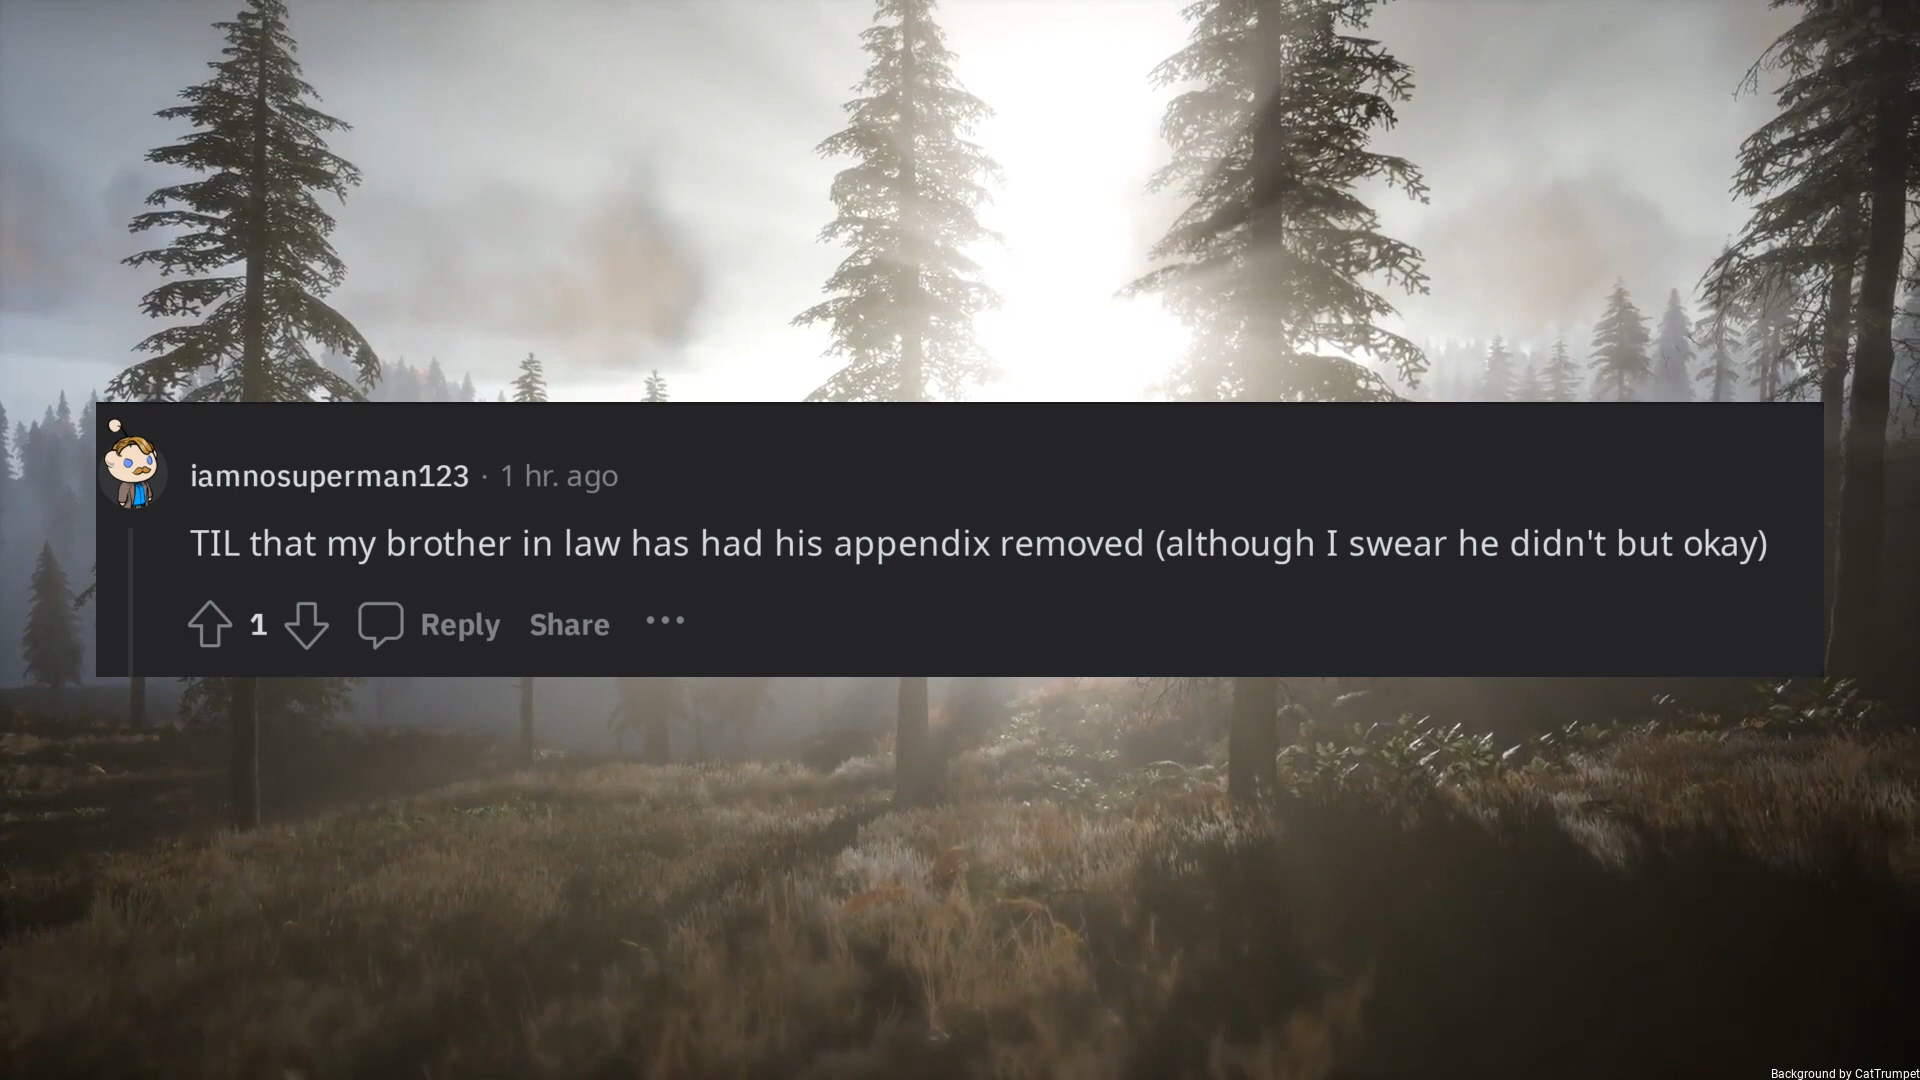 iamnosuperman123 · 1 hr. ago
TIL that my brother in law has had his appendix removed (although I swear he didn't but okay)
1 Reply Share ···
Background by CatTrumpet